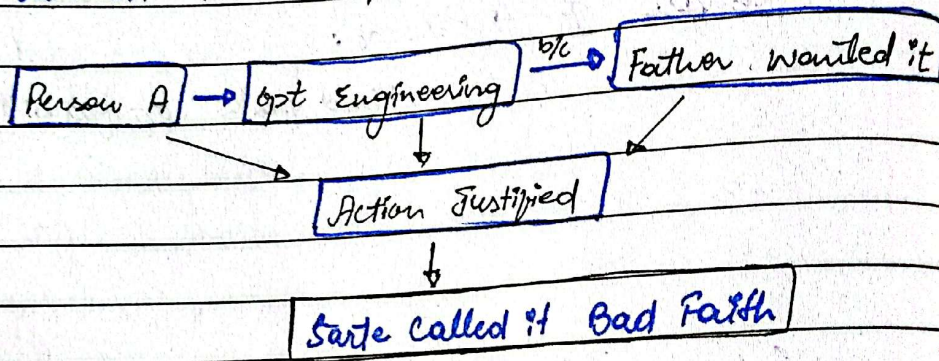 b/c
Person A opt Engineering Father wanted it
Action Justified
Sarte called it Bad Faith